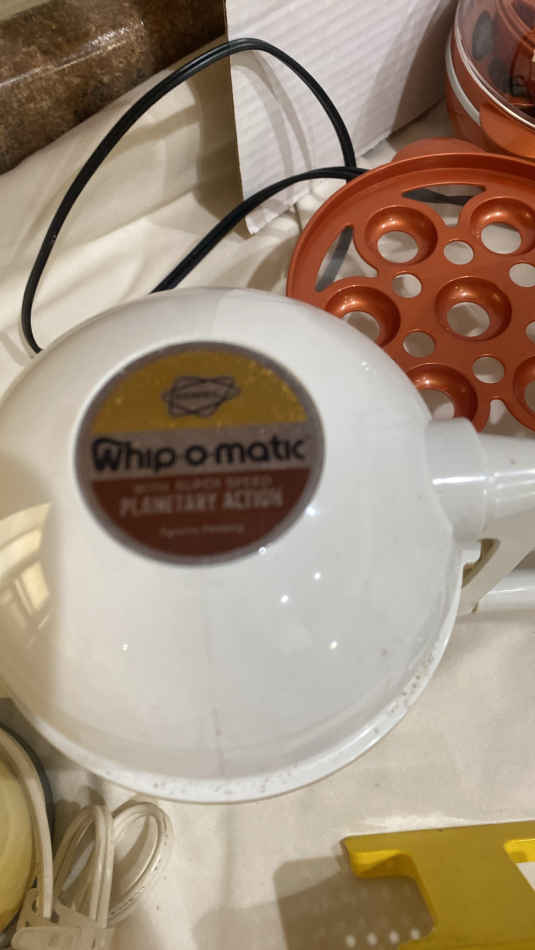 Whip-o-matic
WITH SUPER SPEED
PLANETARY ACTION